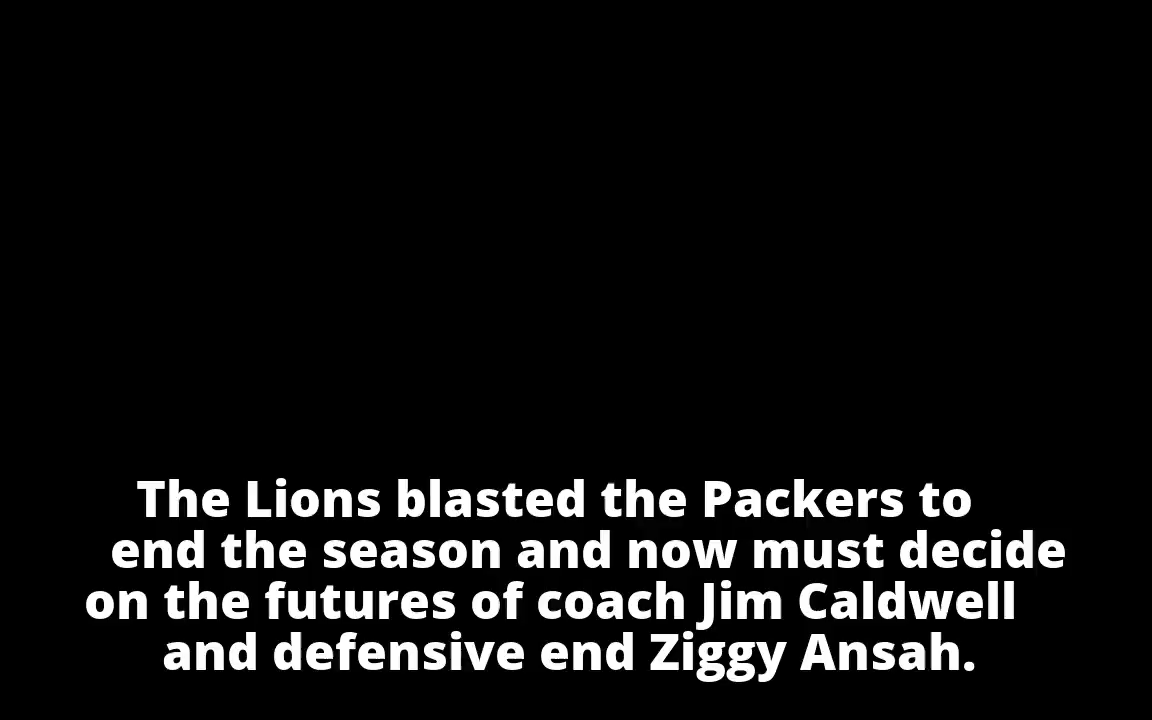 The Lions blasted the Packers to
end the season and now must decide
on the futures of coach Jim Caldwell
and defensive end Ziggy Ansah.